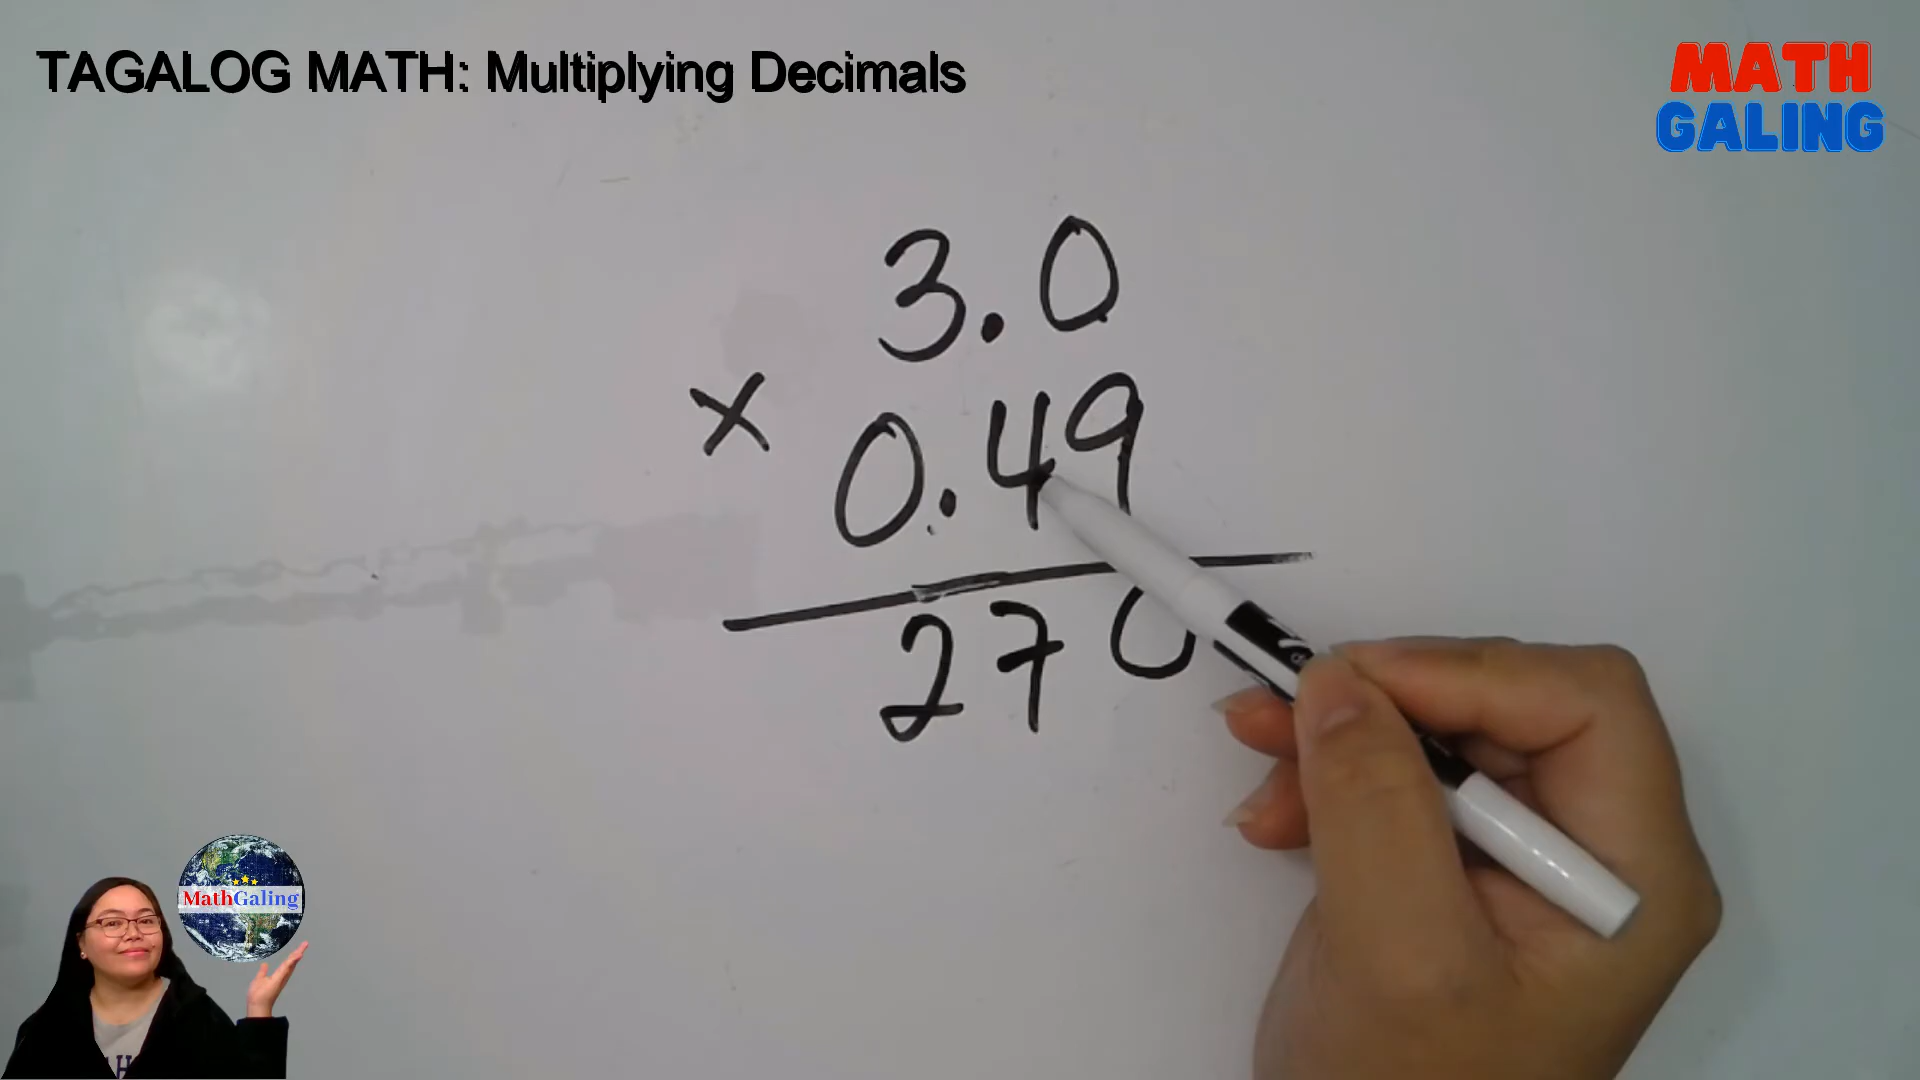 TAGALOG MATH: Multiplying Decimals
MATH
GALING
3.0
x 0.49
270
MathGaling